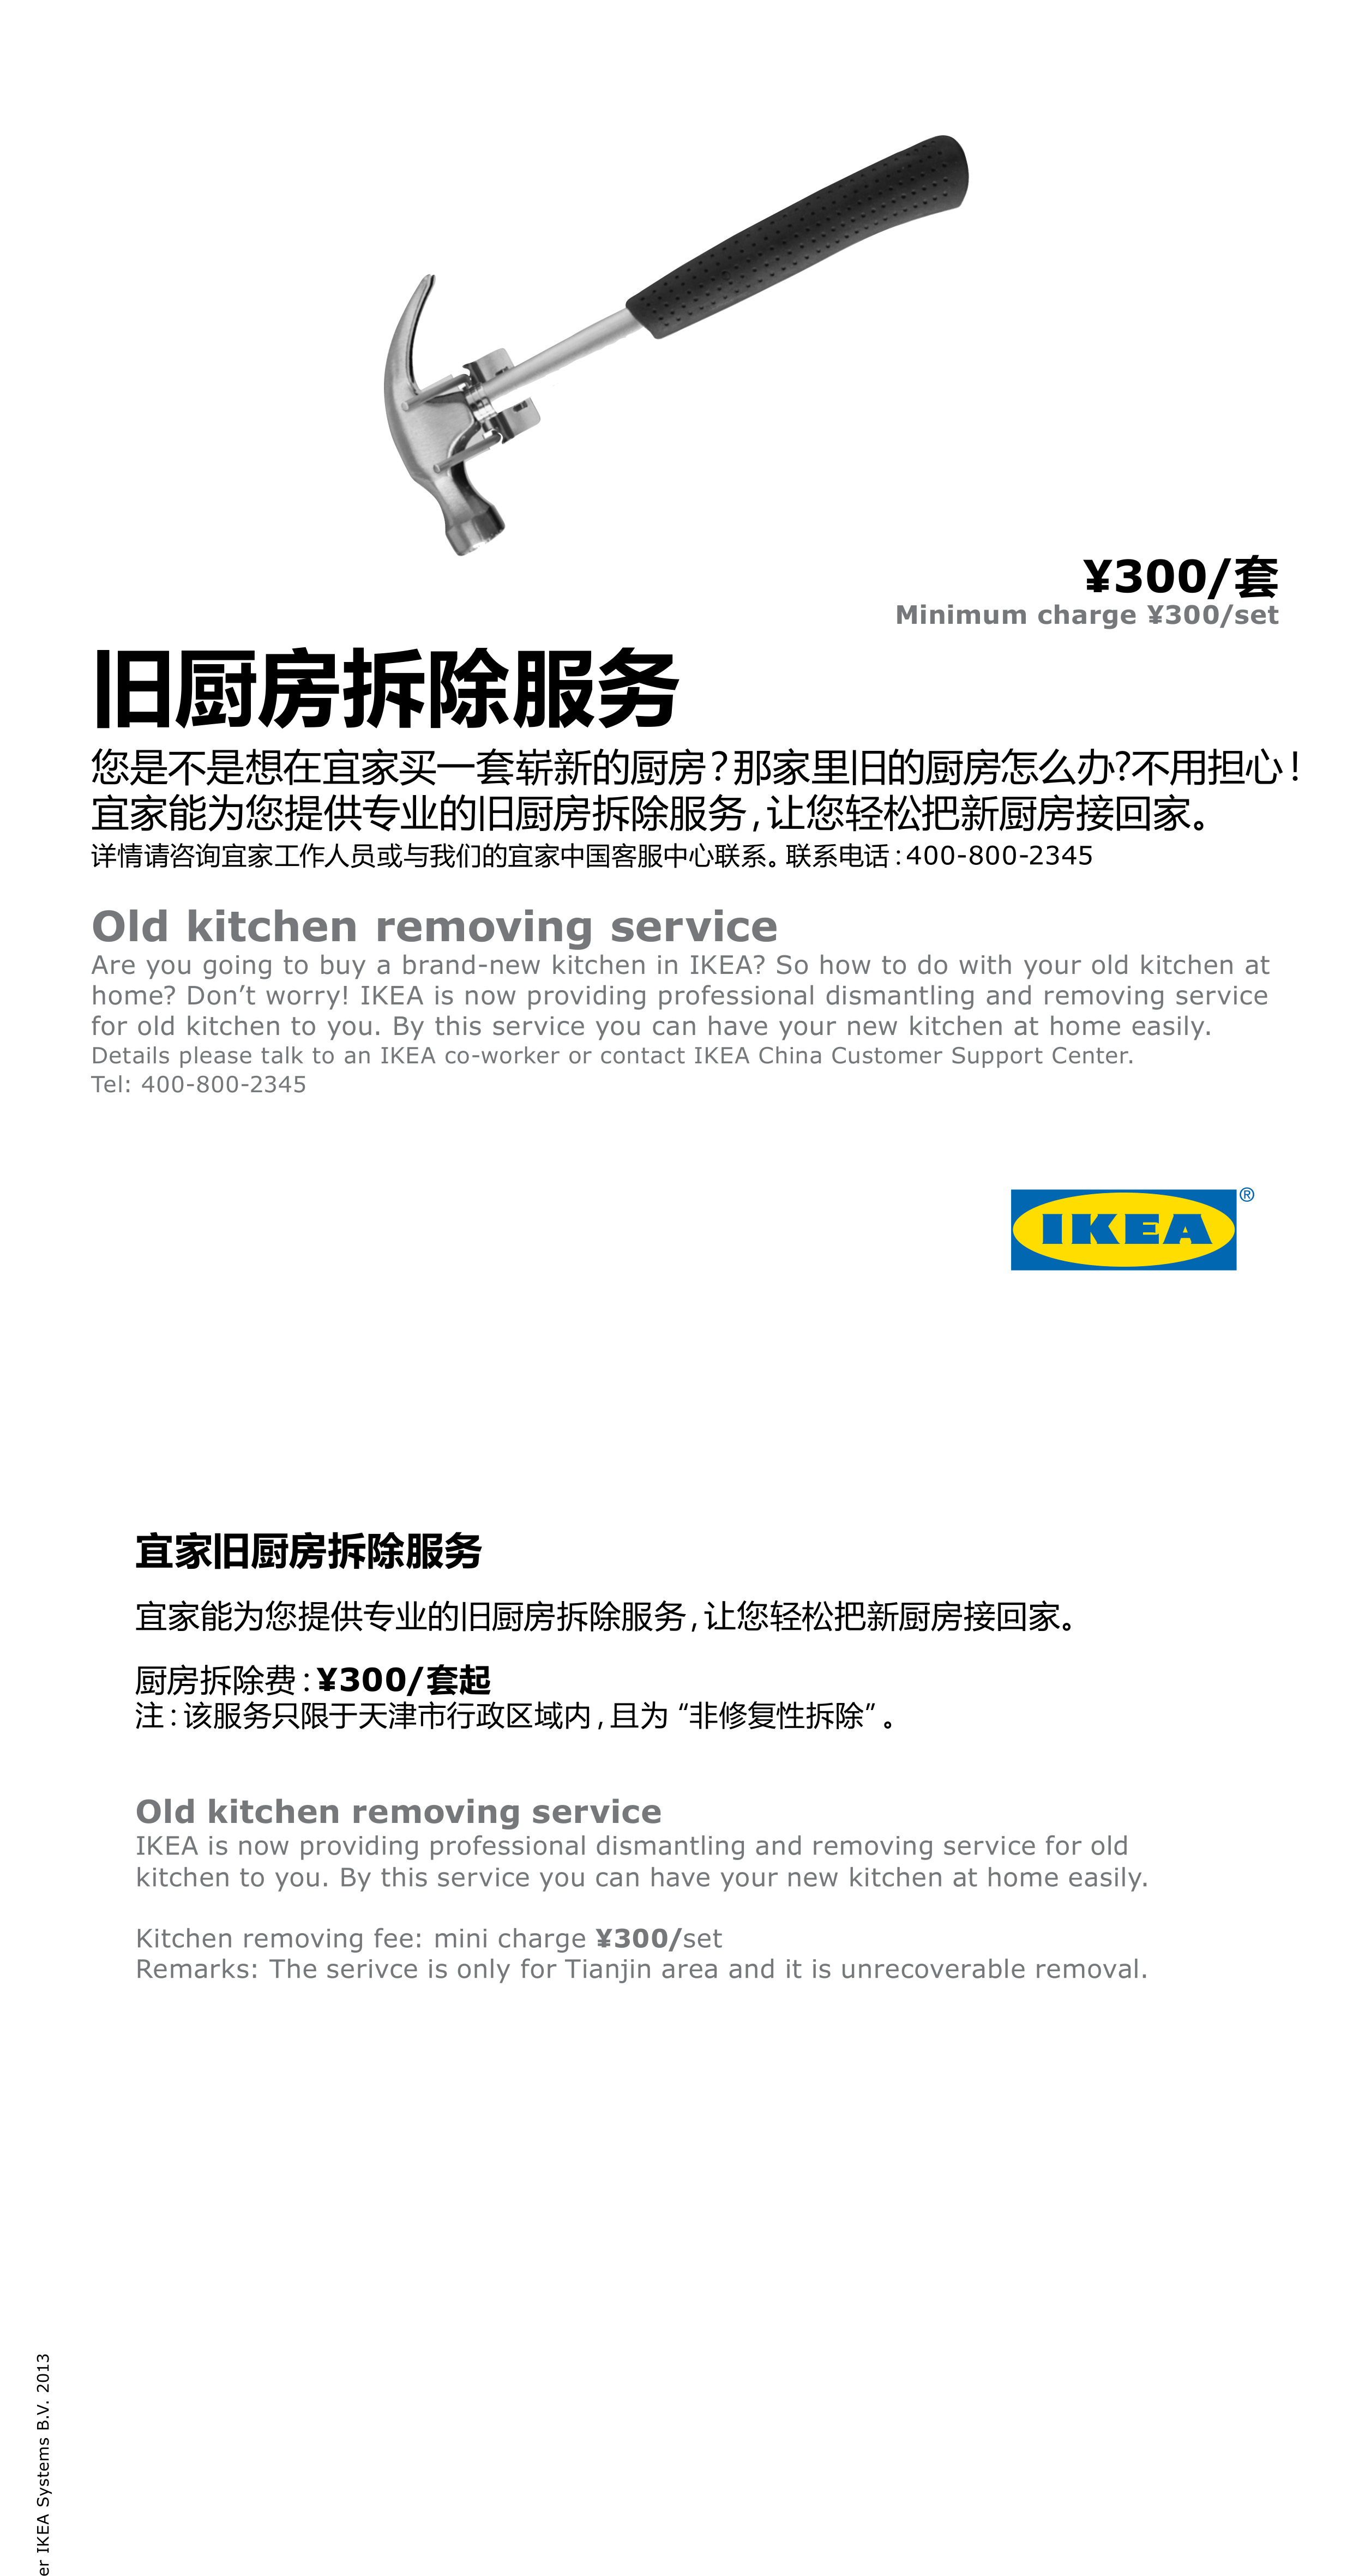 ¥300/套
Minimum charge ¥300/set
旧厨房拆除服务
您是不是想在宜家买一套崭新的厨房？那家里旧的厨房怎么办?不用担心！
宜家能为您提供专业的旧厨房拆除服务,让您轻松把新厨房接回家。
详情请咨询宜家工作人员或与我们的宜家中国客服中心联系。联系电话:400-800-2345
Old kitchen removing service
Are you going to buy a brand-new kitchen in IKEA? So how to do with your old kitchen at
home? Don’t worry! IKEA is now providing professional dismantling and removing service
for old kitchen to you. By this service you can have your new kitchen at home easily.
Details please talk to an IKEA co-worker or contact IKEA China Customer Support Center.
Tel: 400-800-2345
IKEA®
宜家旧厨房拆除服务
宜家能为您提供专业的旧厨房拆除服务,让您轻松把新厨房接回家。
厨房拆除费:¥300/套起
注:该服务只限于天津市行政区域内,且为“非修复性拆除”。
Old kitchen removing service
IKEA is now providing professional dismantling and removing service for old
kitchen to you. By this service you can have your new kitchen at home easily.
Kitchen removing fee: mini charge ¥300/set
Remarks: The serivce is only for Tianjin area and it is unrecoverable removal.
er IKEA Systems B.V. 2013